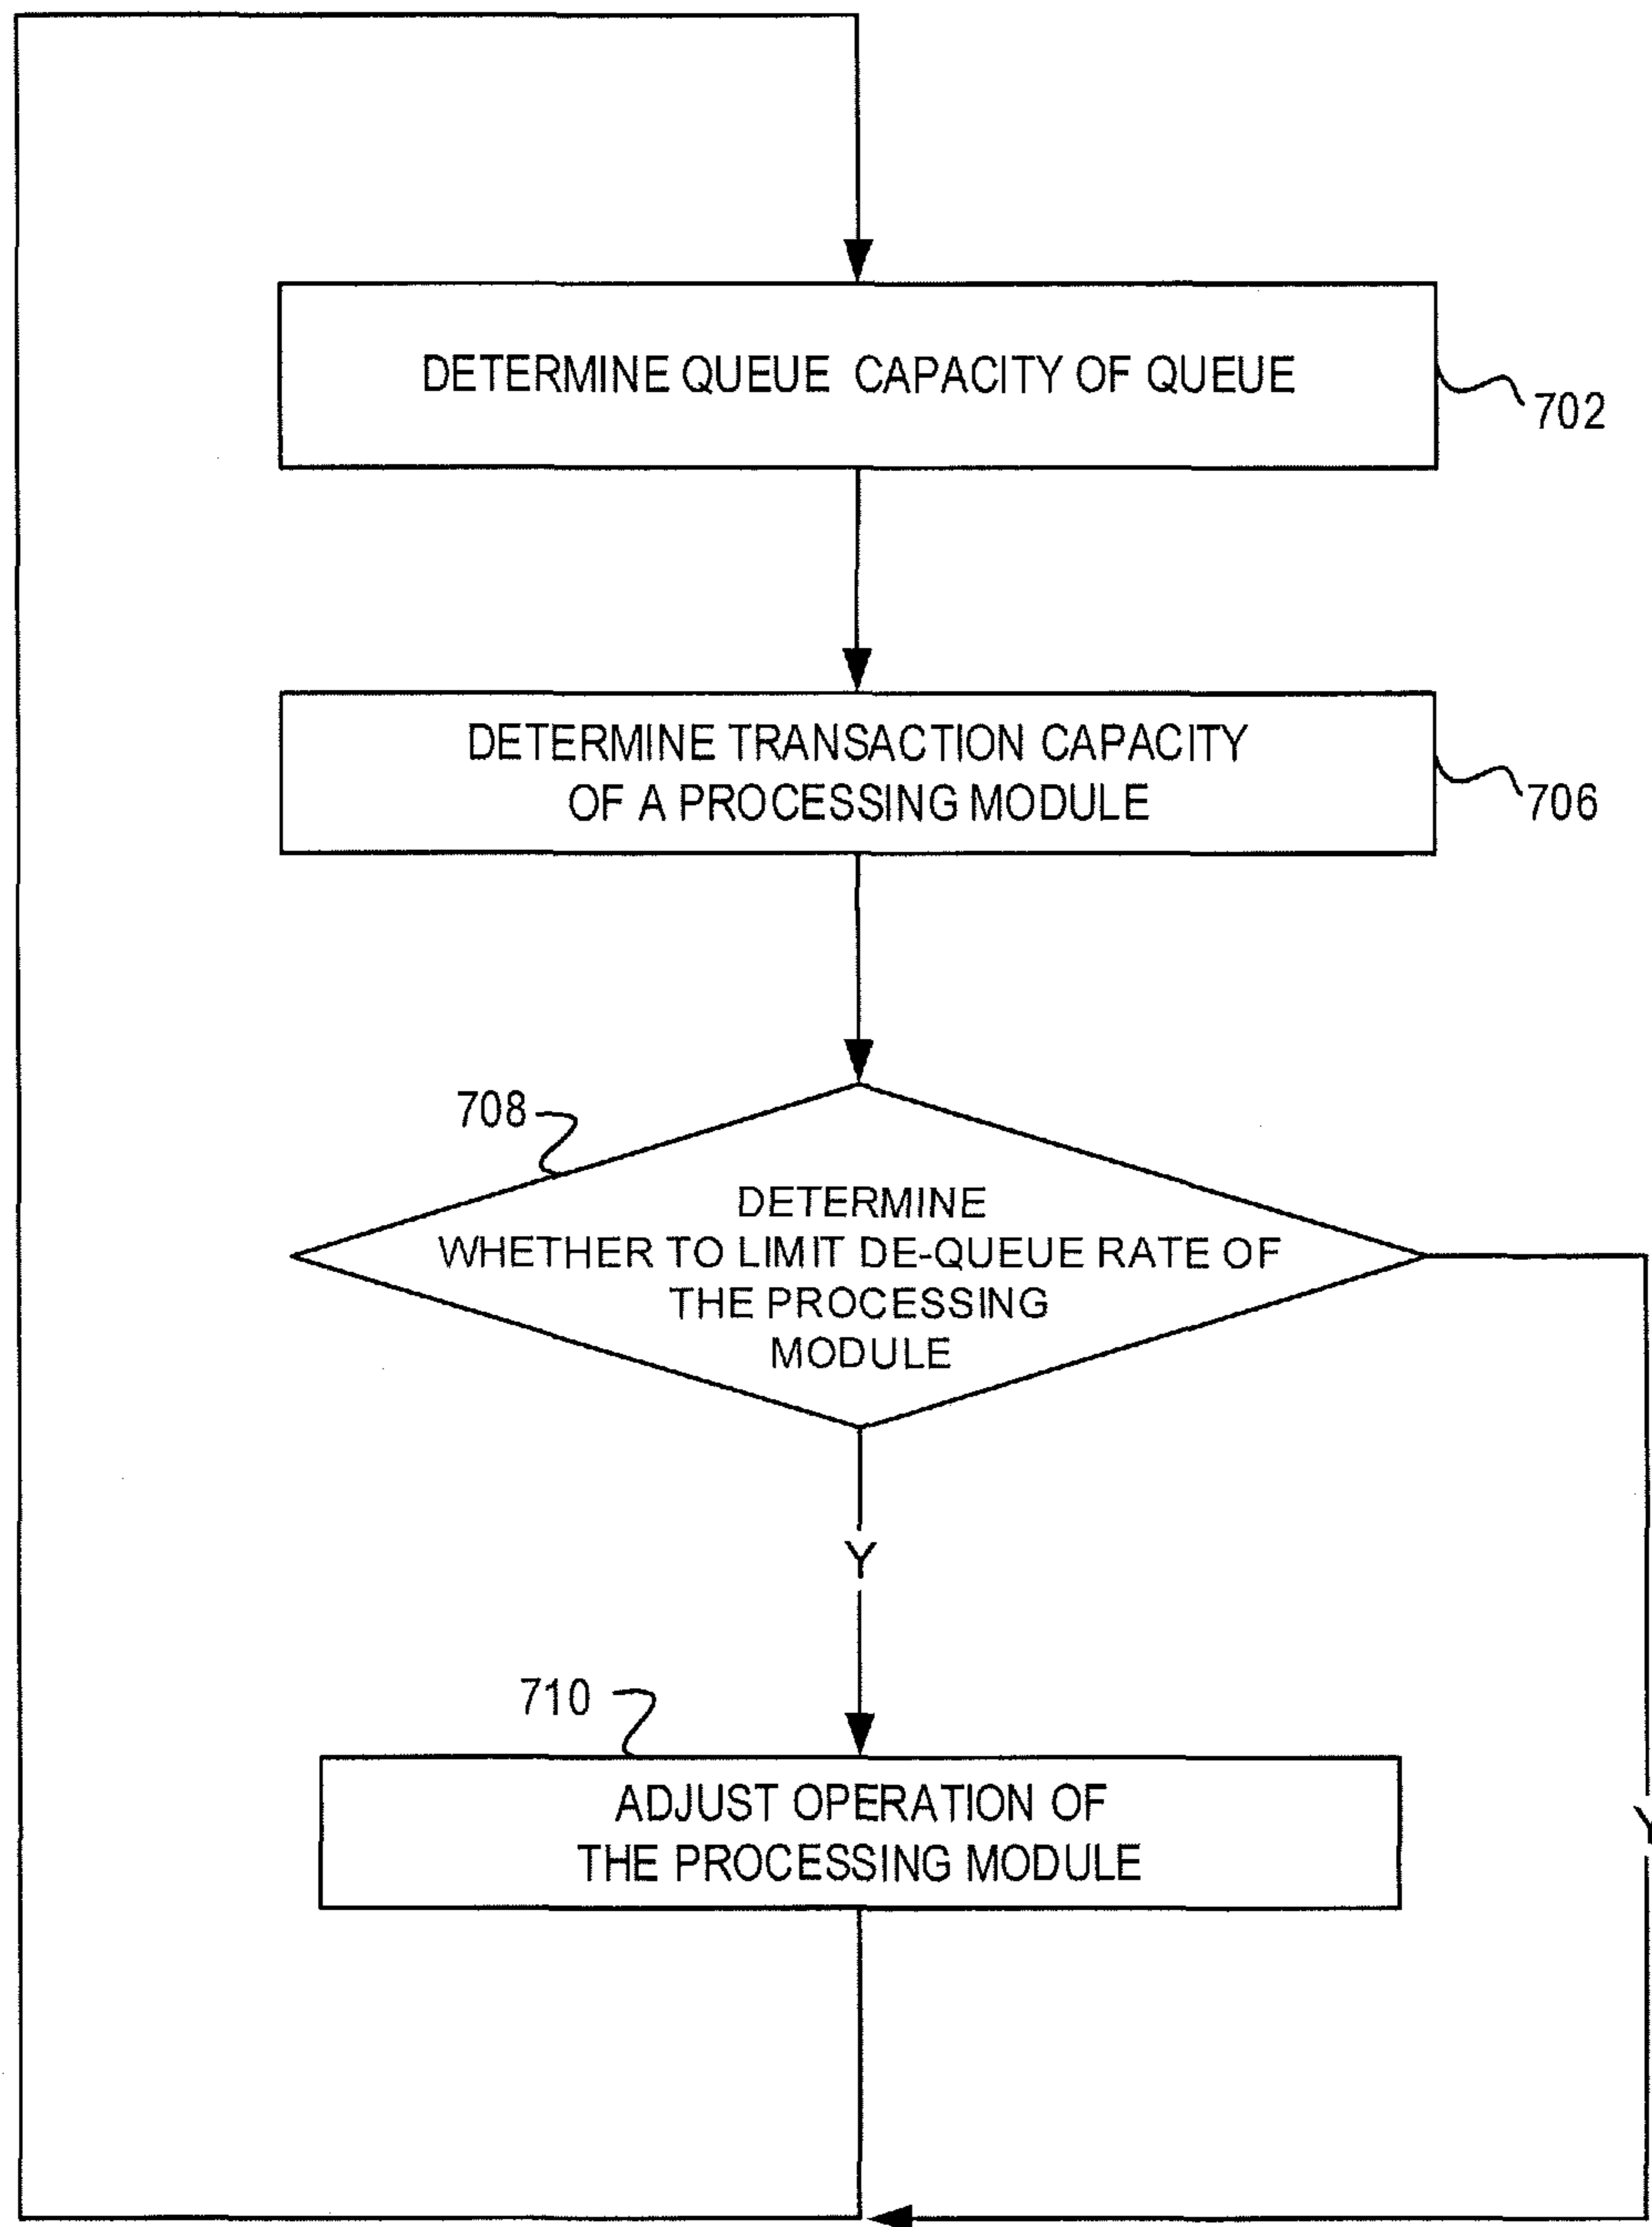 DETERMINE QUEUE CAPACITY OF QUEUE
702
DETERMINE TRANSACTION CAPACITY
OF A PROCESSING MODULE
706
708
DETERMINE
WHETHER TO LIMIT DE-QUEUE RATE OF
THE PROCESSING
MODULE
Y
710
ADJUST OPERATION OF
THE PROCESSING MODULE
Y